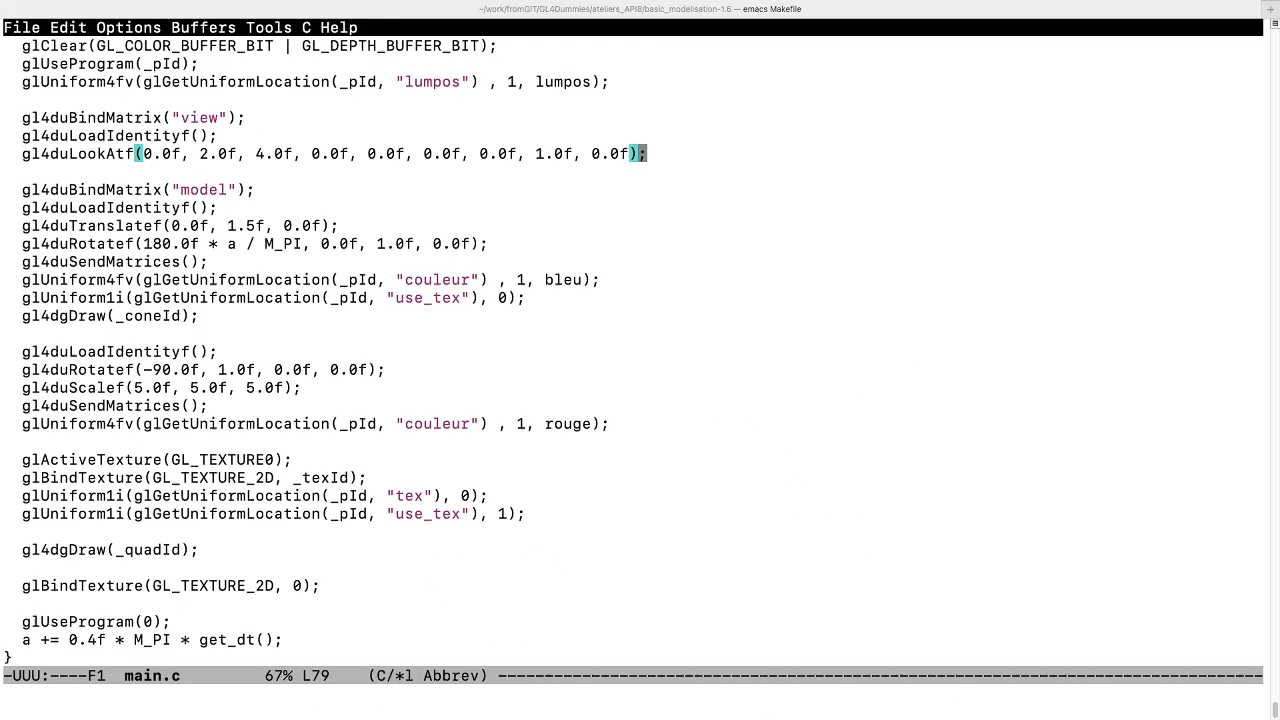 ~/work/fromGIT/GL4Dummies/ateliers_API8/basic_modelisation-1.6 — emacs Makefile
+
File Edit Options Buffers Tools C Help
glClear(GL_COLOR_BUFFER_BIT | GL_DEPTH_BUFFER_BIT);
glUseProgram(_pId);
glUniform4fv(glGetUniformLocation(_pId, "lumpos") , 1, lumpos);
gl4duBindMatrix("view");
gl4duLoadIdentityf();
gl4duLookAtf(0.0f, 2.0f, 4.0f, 0.0f, 0.0f, 0.0f, 0.0f, 1.0f, 0.0f);
gl4duBindMatrix("model");
gl4duLoadIdentityf();
gl4duTranslatef(0.0f, 1.5f, 0.0f);
gl4duRotatef(180.0f * a / M_PI, 0.0f, 1.0f, 0.0f);
gl4duSendMatrices();
glUniform4fv(glGetUniformLocation(_pId, "couleur") , 1, bleu);
glUniform1i(glGetUniformLocation(_pId, "use_tex"), 0);
gl4dgDraw(_coneId);
gl4duLoadIdentityf();
gl4duRotatef(-90.0f, 1.0f, 0.0f, 0.0f);
gl4duScalef(5.0f, 5.0f, 5.0f);
gl4duSendMatrices();
glUniform4fv(glGetUniformLocation(_pId, "couleur") , 1, rouge);
glActiveTexture(GL_TEXTURE0);
glBindTexture(GL_TEXTURE_2D, _texId);
glUniform1i(glGetUniformLocation(_pId, "tex"), 0);
glUniform1i(glGetUniformLocation(_pId, "use_tex"), 1);
gl4dgDraw(_quadId);
glBindTexture(GL_TEXTURE_2D, 0);
glUseProgram(0);
a += 0.4f * M_PI * get_dt();
}
-UUU:----F1  main.c  67% L79  (C/*l Abbrev) ------------------------------------------------------------------------------------